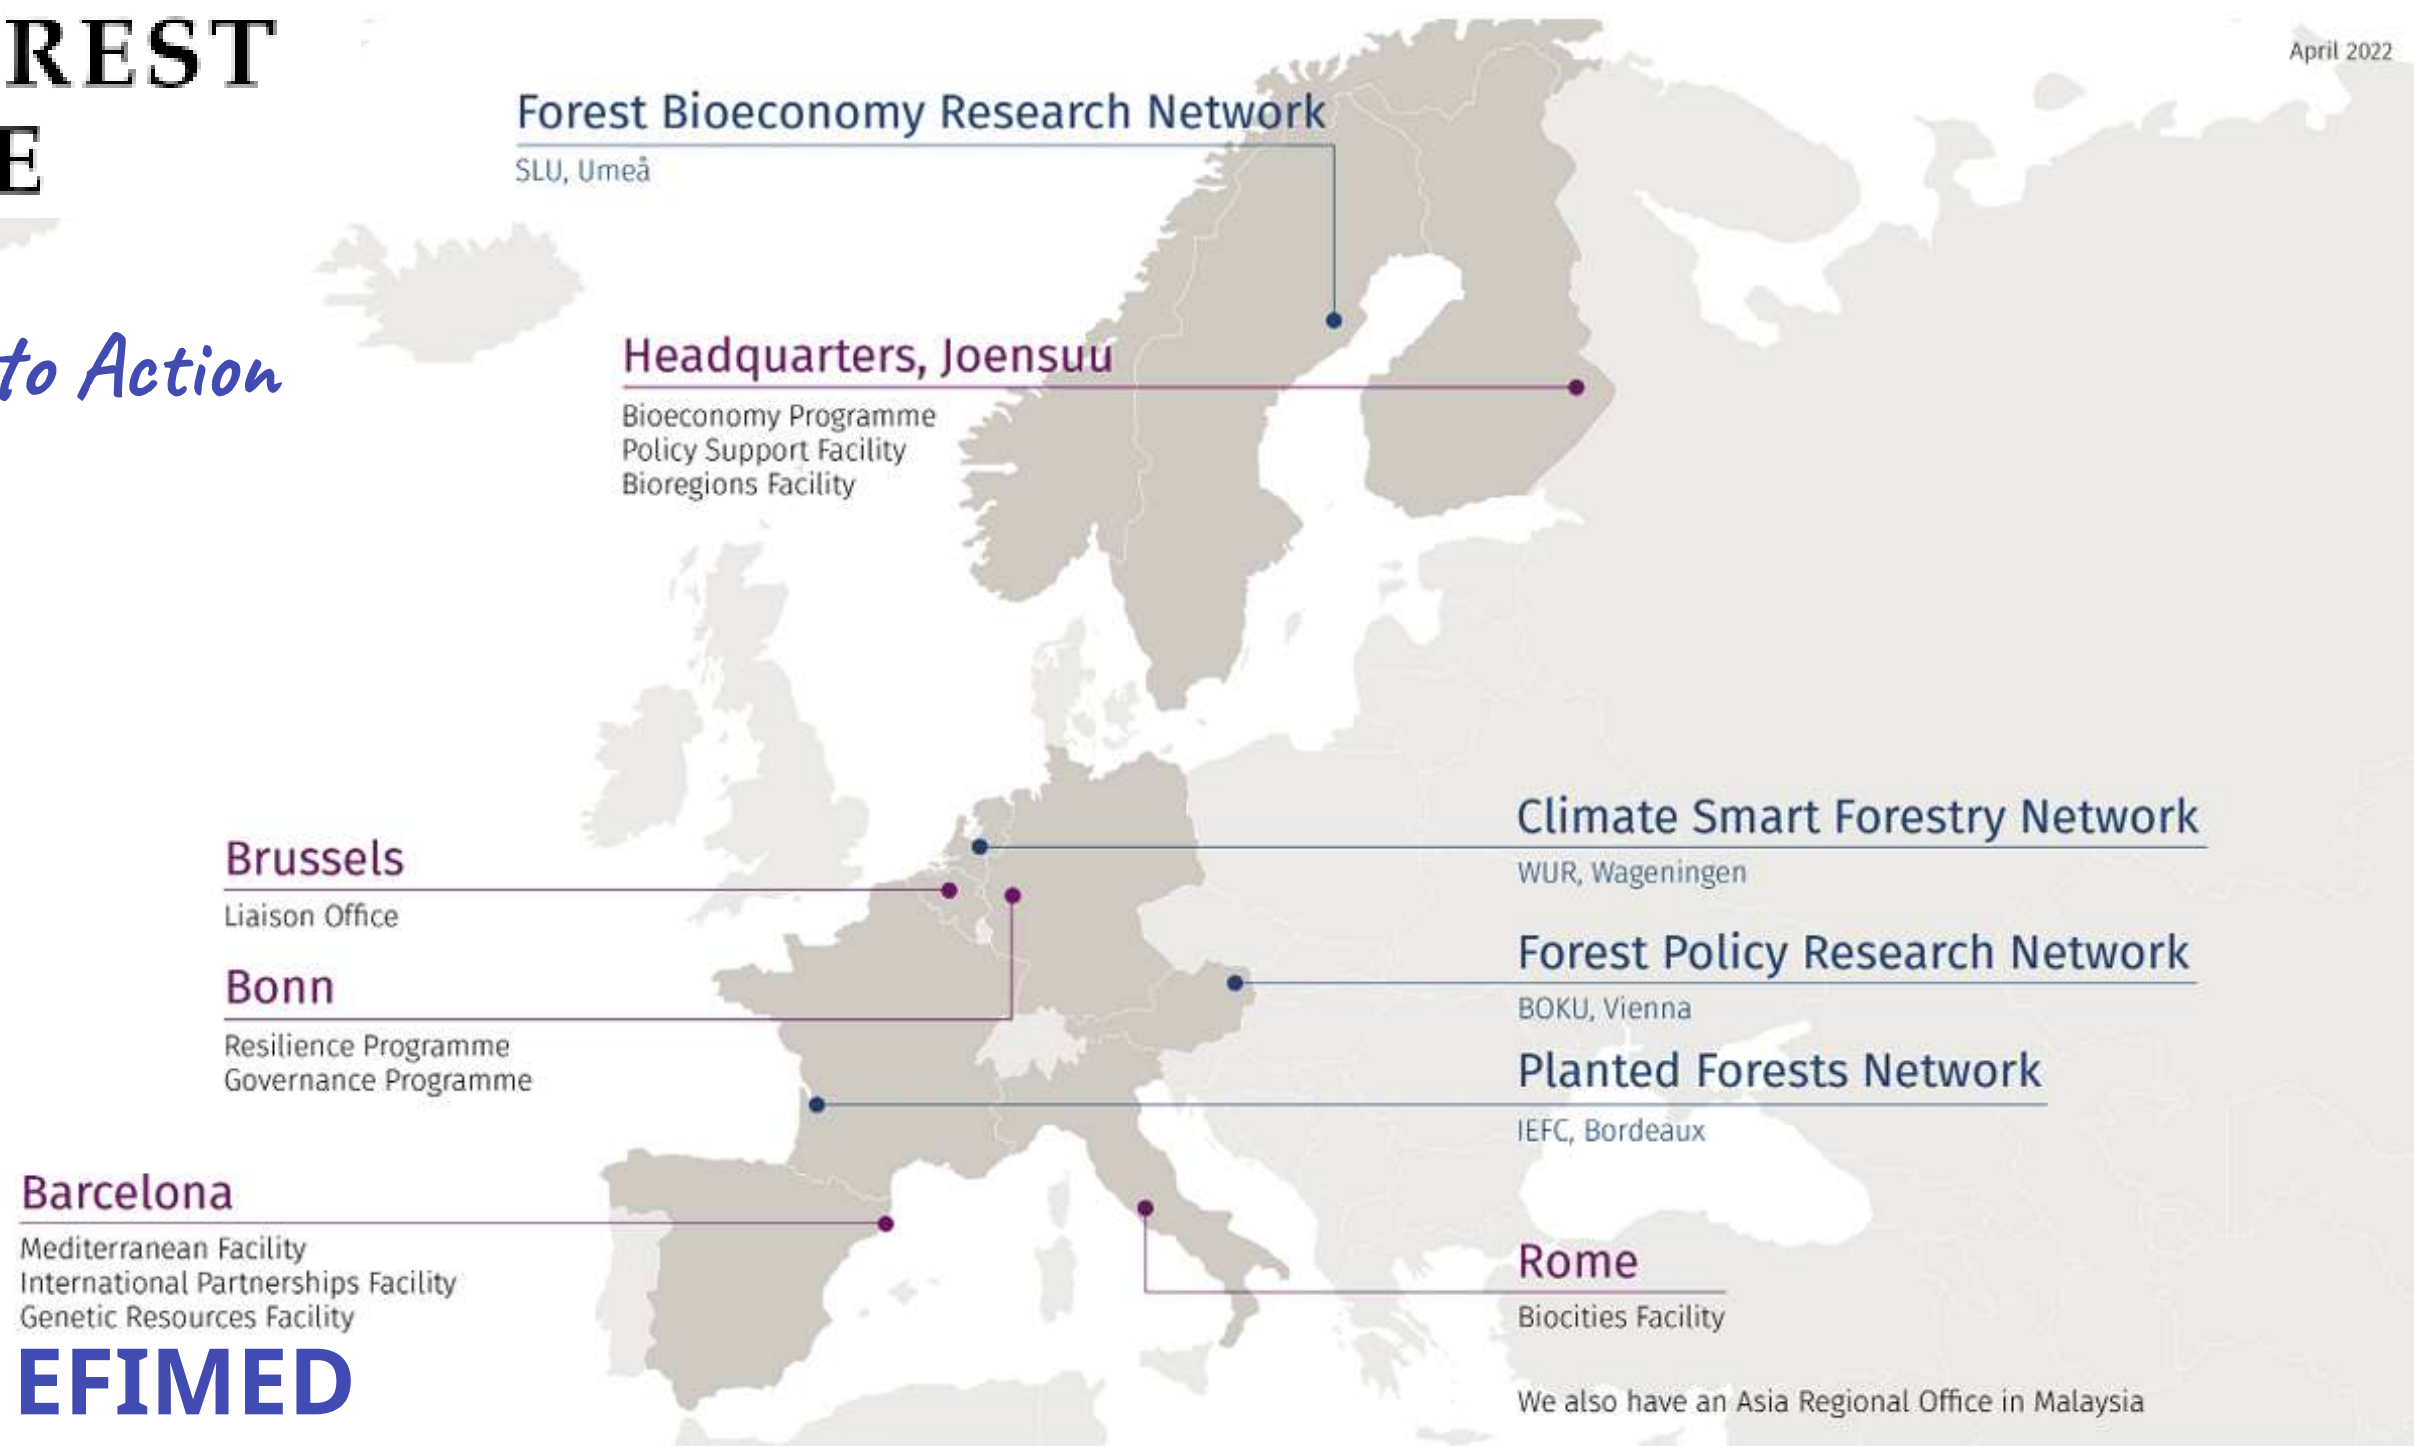 REST
E
to Action
April 2022
Forest Bioeconomy Research Network
SLU, Umeå
Headquarters, Joensuu
Bioeconomy Programme
Policy Support Facility
Bioregions Facility
Brussels
Liaison Office
Bonn
Resilience Programme
Governance Programme
Barcelona
Mediterranean Facility
International Partnerships Facility
Genetic Resources Facility
EFIMED
Climate Smart Forestry Network
WUR, Wageningen
Forest Policy Research Network
BOKU, Vienna
Planted Forests Network
IEFC, Bordeaux
Rome
Biocities Facility
We also have an Asia Regional Office in Malaysia